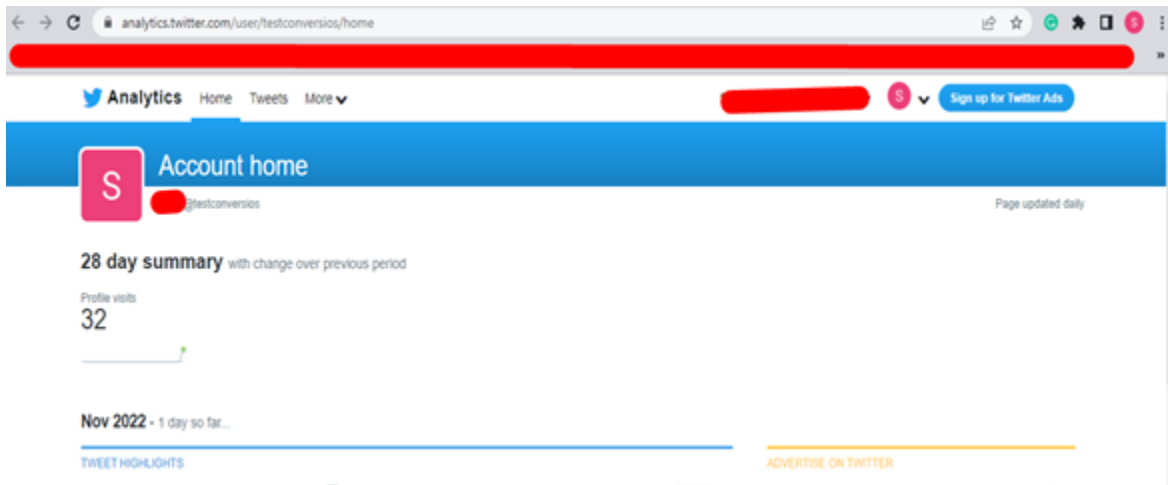 analytics.twitter.com/user/testconversios/home
S
Analytics Home Tweets More
S
Sign up for Twitter Ads
S
Account home
@testconversios
Page updated daily
28 day summary with change over previous period
Profile visits
32
Nov 2022 - 1 day so far...
TWEET HIGHLIGHTS
ADVERTISE ON TWITTER